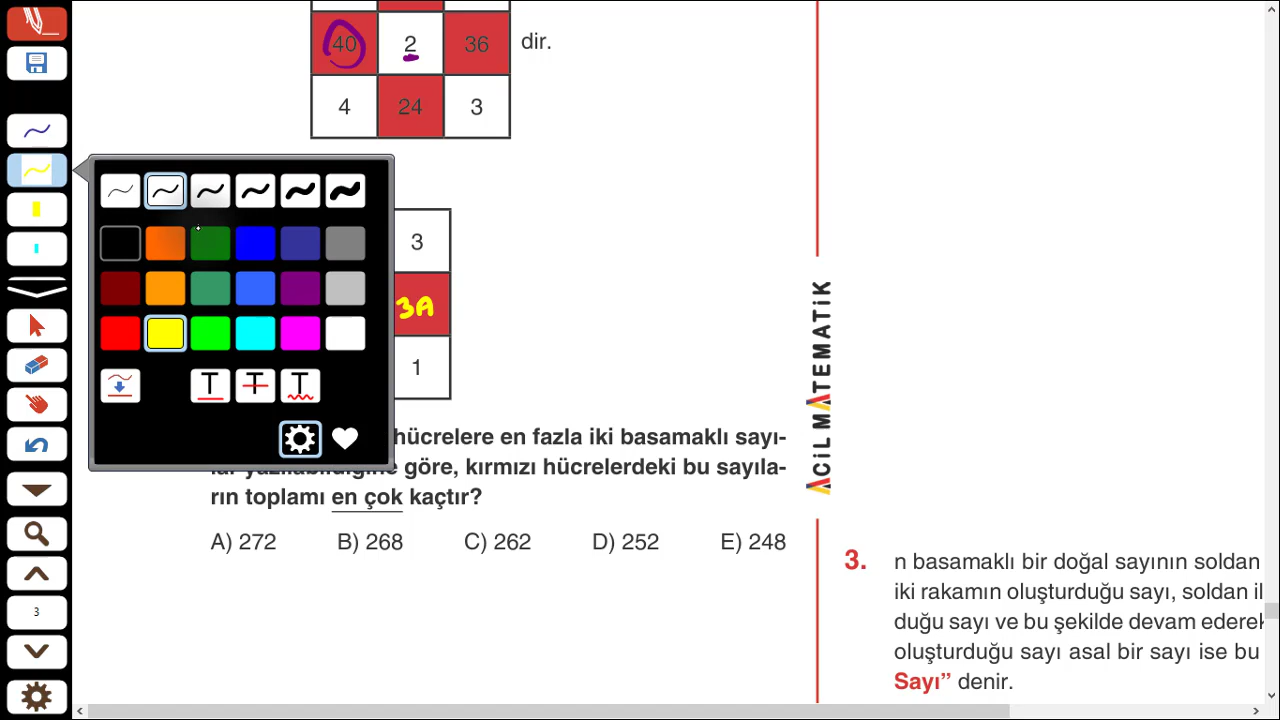 40 2 36 dir.
4 24 3
3
3A
1
hücrelere en fazla iki basamaklı sayı-
göre, kırmızı hücrelerdeki bu sayıla-
rın toplamı en çok kaçtır?
A) 272 B) 268 C) 262 D) 252 E) 248
ACİL MATEMATİK
3. n basamaklı bir doğal sayının soldan
iki rakamın oluşturduğu sayı, soldan il
duğu sayı ve bu şekilde devam ederek
oluşturduğu sayı asal bir sayı ise bu
Sayı” denir.
T T T
3